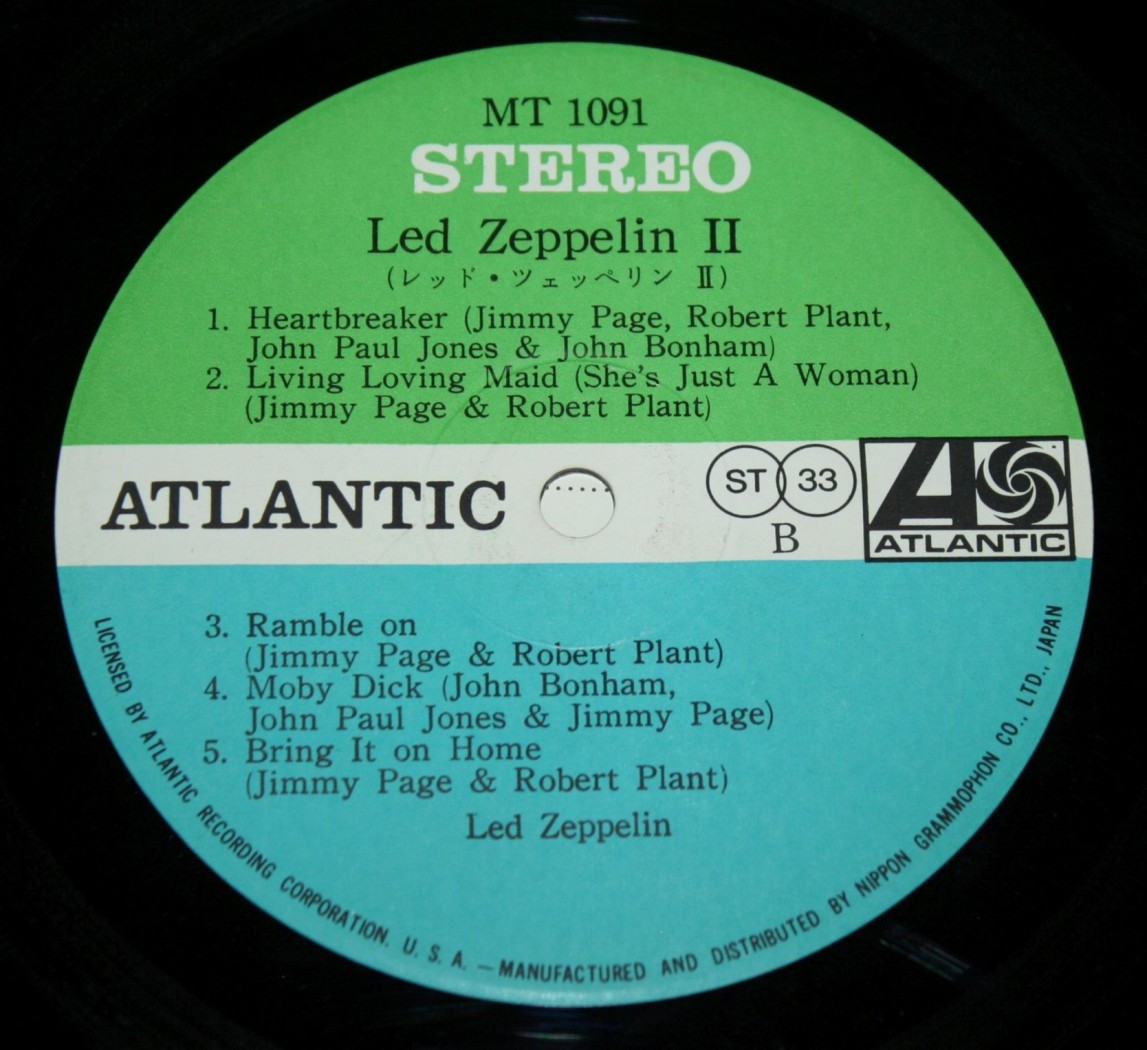 MT 1091
STEREO
Led Zeppelin II
(レッド・ツェッペリン Ⅱ)
1. Heartbreaker (Jimmy Page, Robert Plant,
John Paul Jones & John Bonham)
2. Living Loving Maid (She's Just A Woman)
(Jimmy Page & Robert Plant)
ATLANTIC
ST 33
B
ATLANTIC
3. Ramble on
(Jimmy Page & Robert Plant)
4. Moby Dick (John Bonham,
John Paul Jones & Jimmy Page)
5. Bring It on Home
(Jimmy Page & Robert Plant)
Led Zeppelin
LICENSED BY ATLANTIC RECORDING CORPORATION. U. S. A. — MANUFACTURED AND DISTRIBUTED BY NIPPON GRAMMOPHON CO., LTD., JAPAN